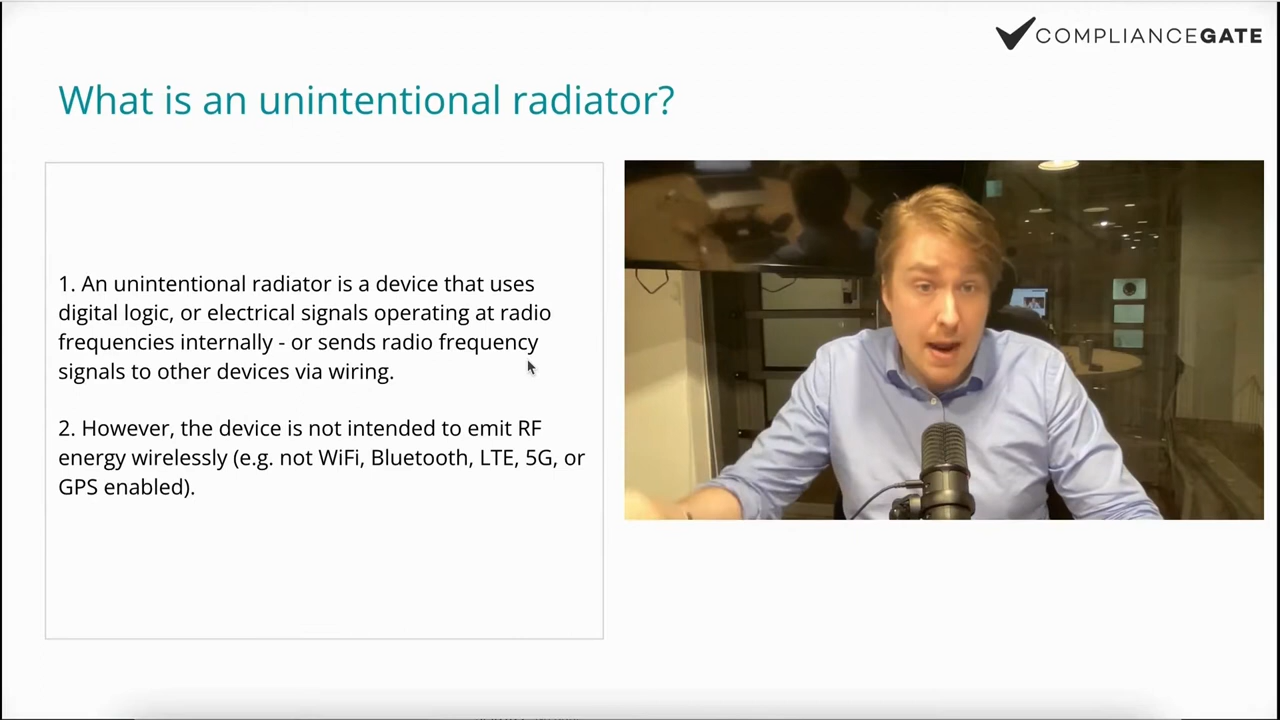 COMPLIANCEGATE
What is an unintentional radiator?
1. An unintentional radiator is a device that uses
digital logic, or electrical signals operating at radio
frequencies internally - or sends radio frequency
signals to other devices via wiring.
2. However, the device is not intended to emit RF
energy wirelessly (e.g. not WiFi, Bluetooth, LTE, 5G, or
GPS enabled).